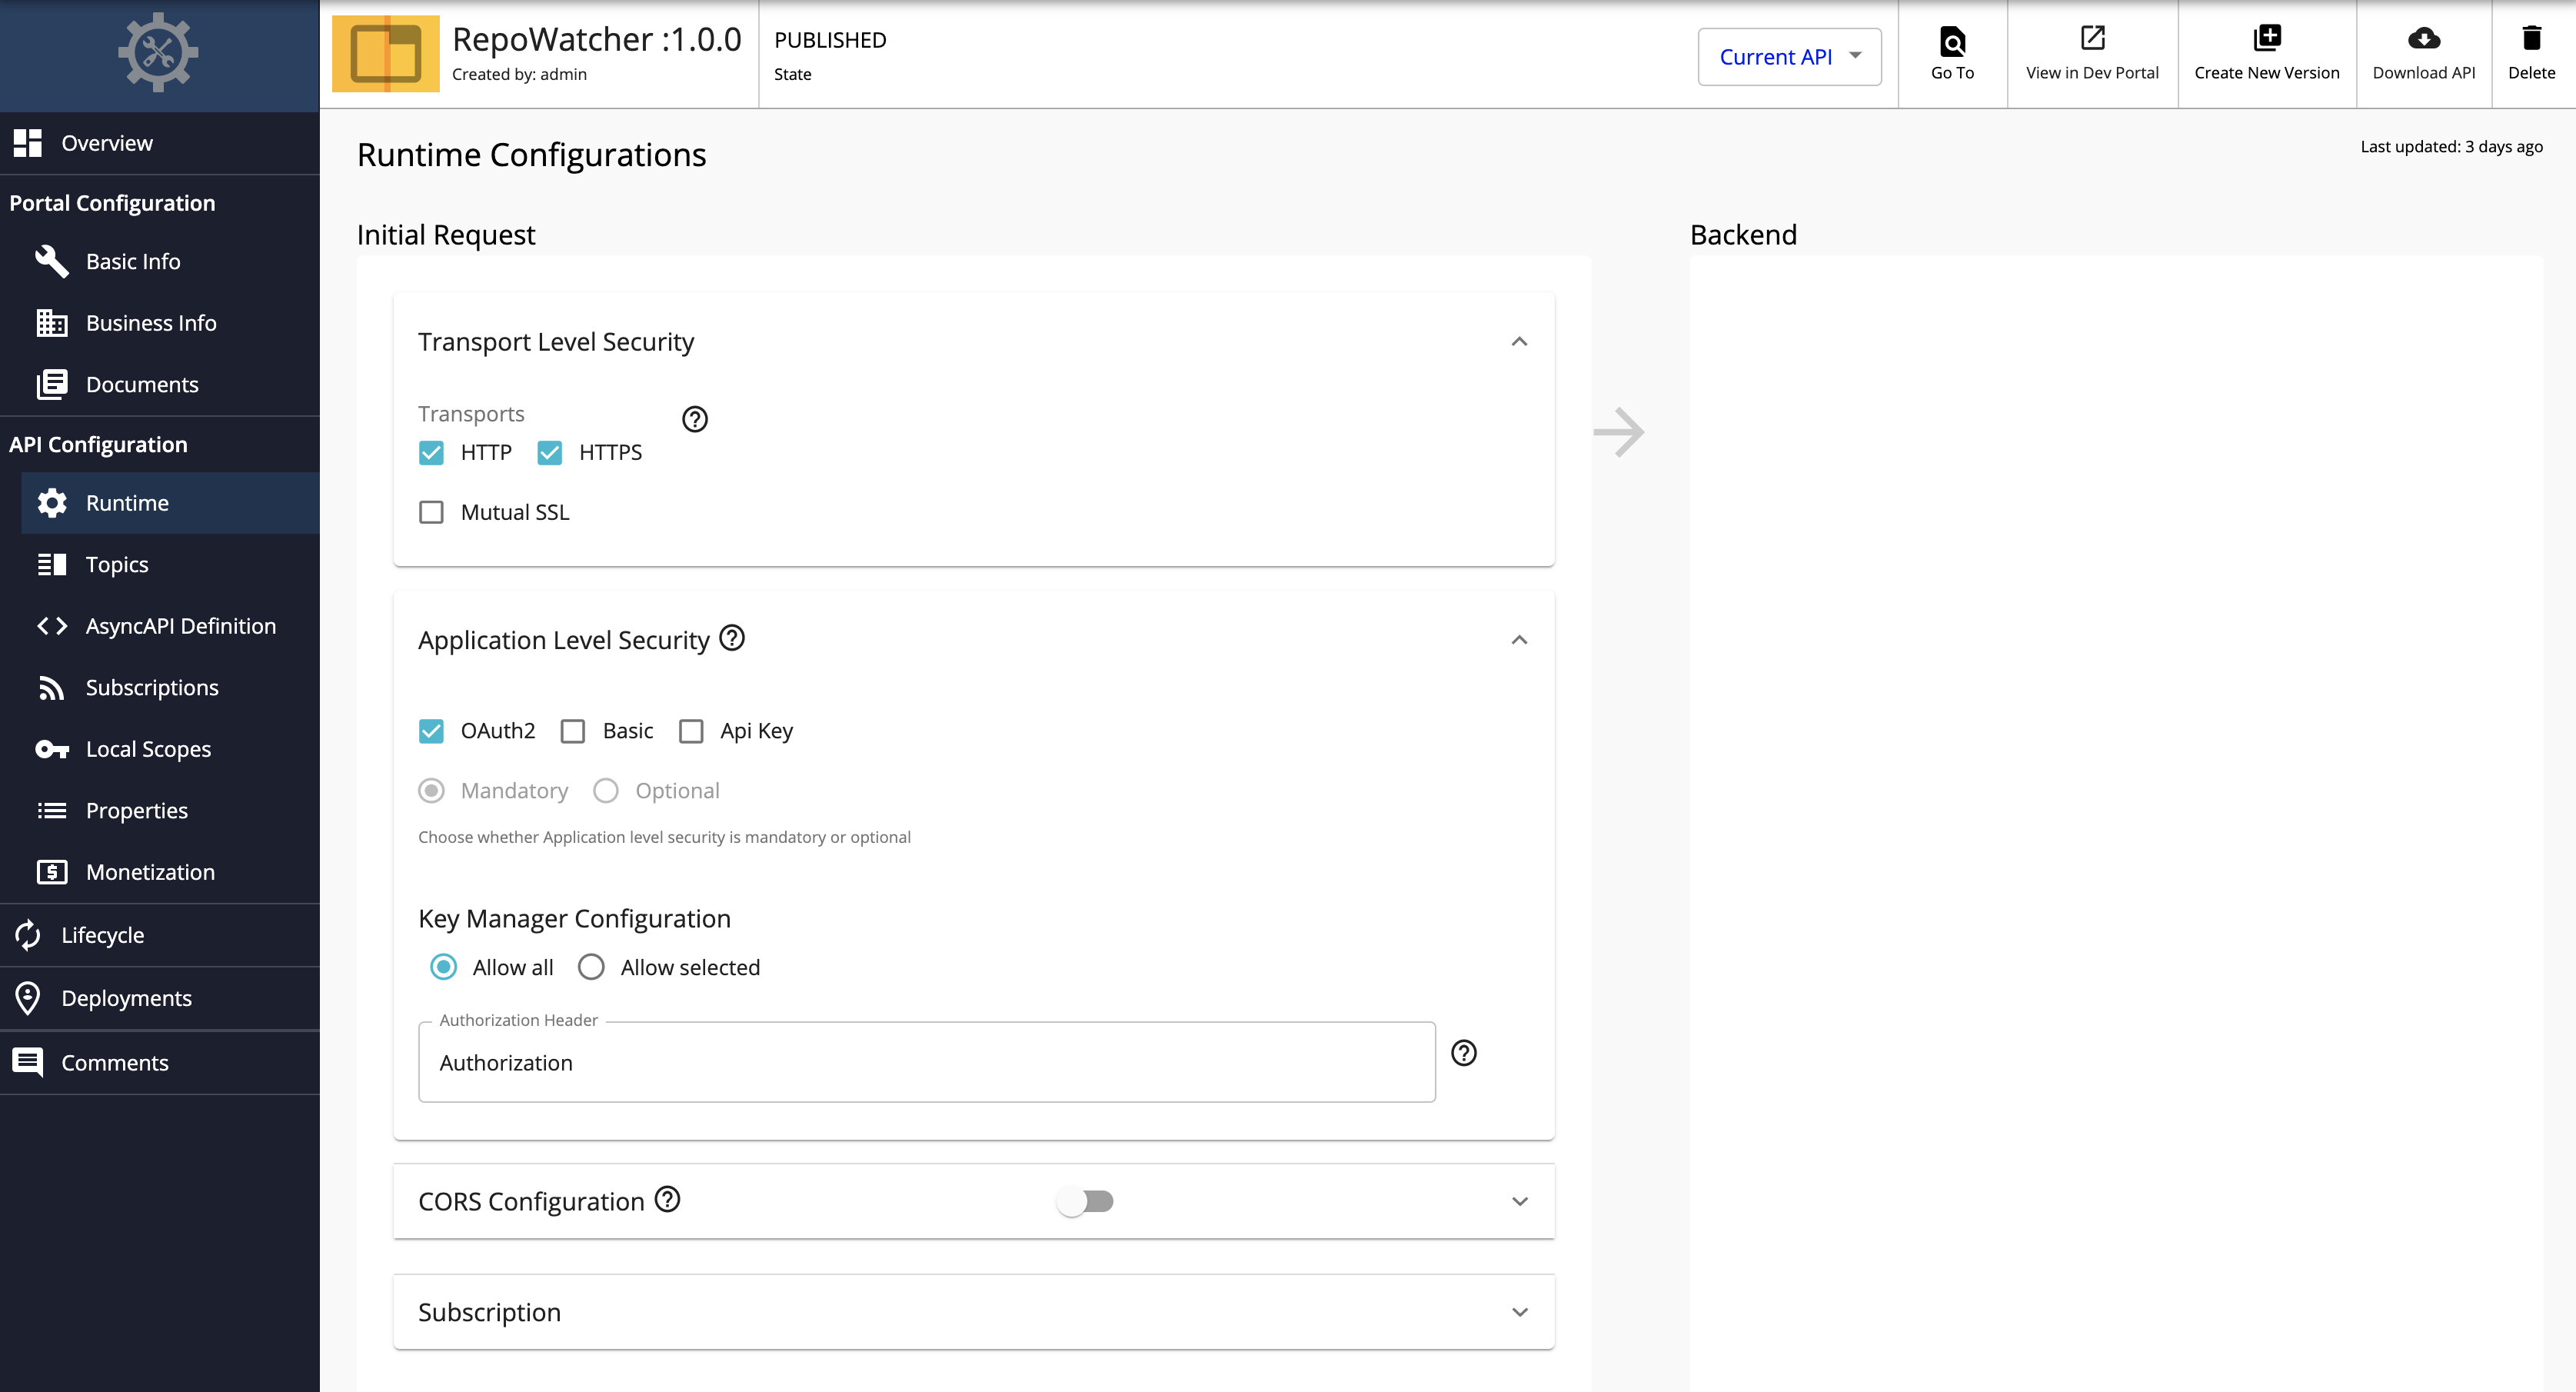 RepoWatcher :1.0.0
Created by: admin
PUBLISHED
State
Current API
Go To
View in Dev Portal
Create New Version
Download API
Delete
Overview
Portal Configuration
Basic Info
Business Info
Documents
API Configuration
Runtime
Topics
AsyncAPI Definition
Subscriptions
Local Scopes
Properties
Monetization
Lifecycle
Deployments
Comments
Runtime Configurations
Last updated: 3 days ago
Initial Request
Backend
Transport Level Security
Transports
HTTP HTTPS
Mutual SSL
Application Level Security
OAuth2 Basic Api Key
Mandatory Optional
Choose whether Application level security is mandatory or optional
Key Manager Configuration
Allow all Allow selected
Authorization Header
Authorization
CORS Configuration
Subscription